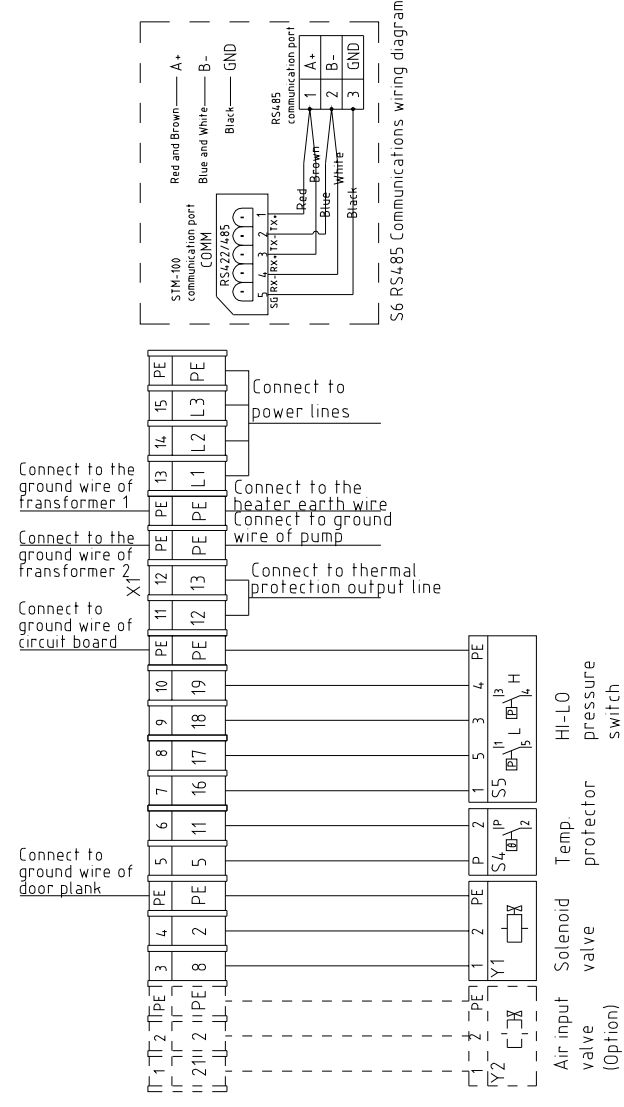 Red and Brown A+
Blue and White B-
Black GND
RS485
communication port
A+
B-
GND
1
2
3
Red
Brown
Blue
White
Black
STM-100
communication port
COMM
RS422/485
1 TX+
2 TX-
3 RX+
4 RX-
5 SG
S6 RS485 Communications wiring diagram
PE PE
15 L3
14 L2
13 L1
PE PE
PE PE
12 13
11 12
PE PE
10 19
9 18
8 17
7 16
6 11
5 5
PE PE
4 2
3 8
PE PE
2 2
1 21
X1
Connect to
power lines
Connect to the
ground wire of
transformer 1
Connect to the
heater earth wire
Connect to ground
wire of pump
Connect to the
ground wire of
transformer 2
Connect to thermal
protection output line
Connect to
ground wire of
circuit board
Connect to
ground wire of
door plank
PE
4
3
5
1
S5
P 3 4 H
P 1 5 L
HI-LO
pressure
switch
2
P
S4
P
θ
2
Temp.
protector
PE
2
1
Y1
Solenoid
valve
PE
2
1
Y2
Air input
valve
(Option)